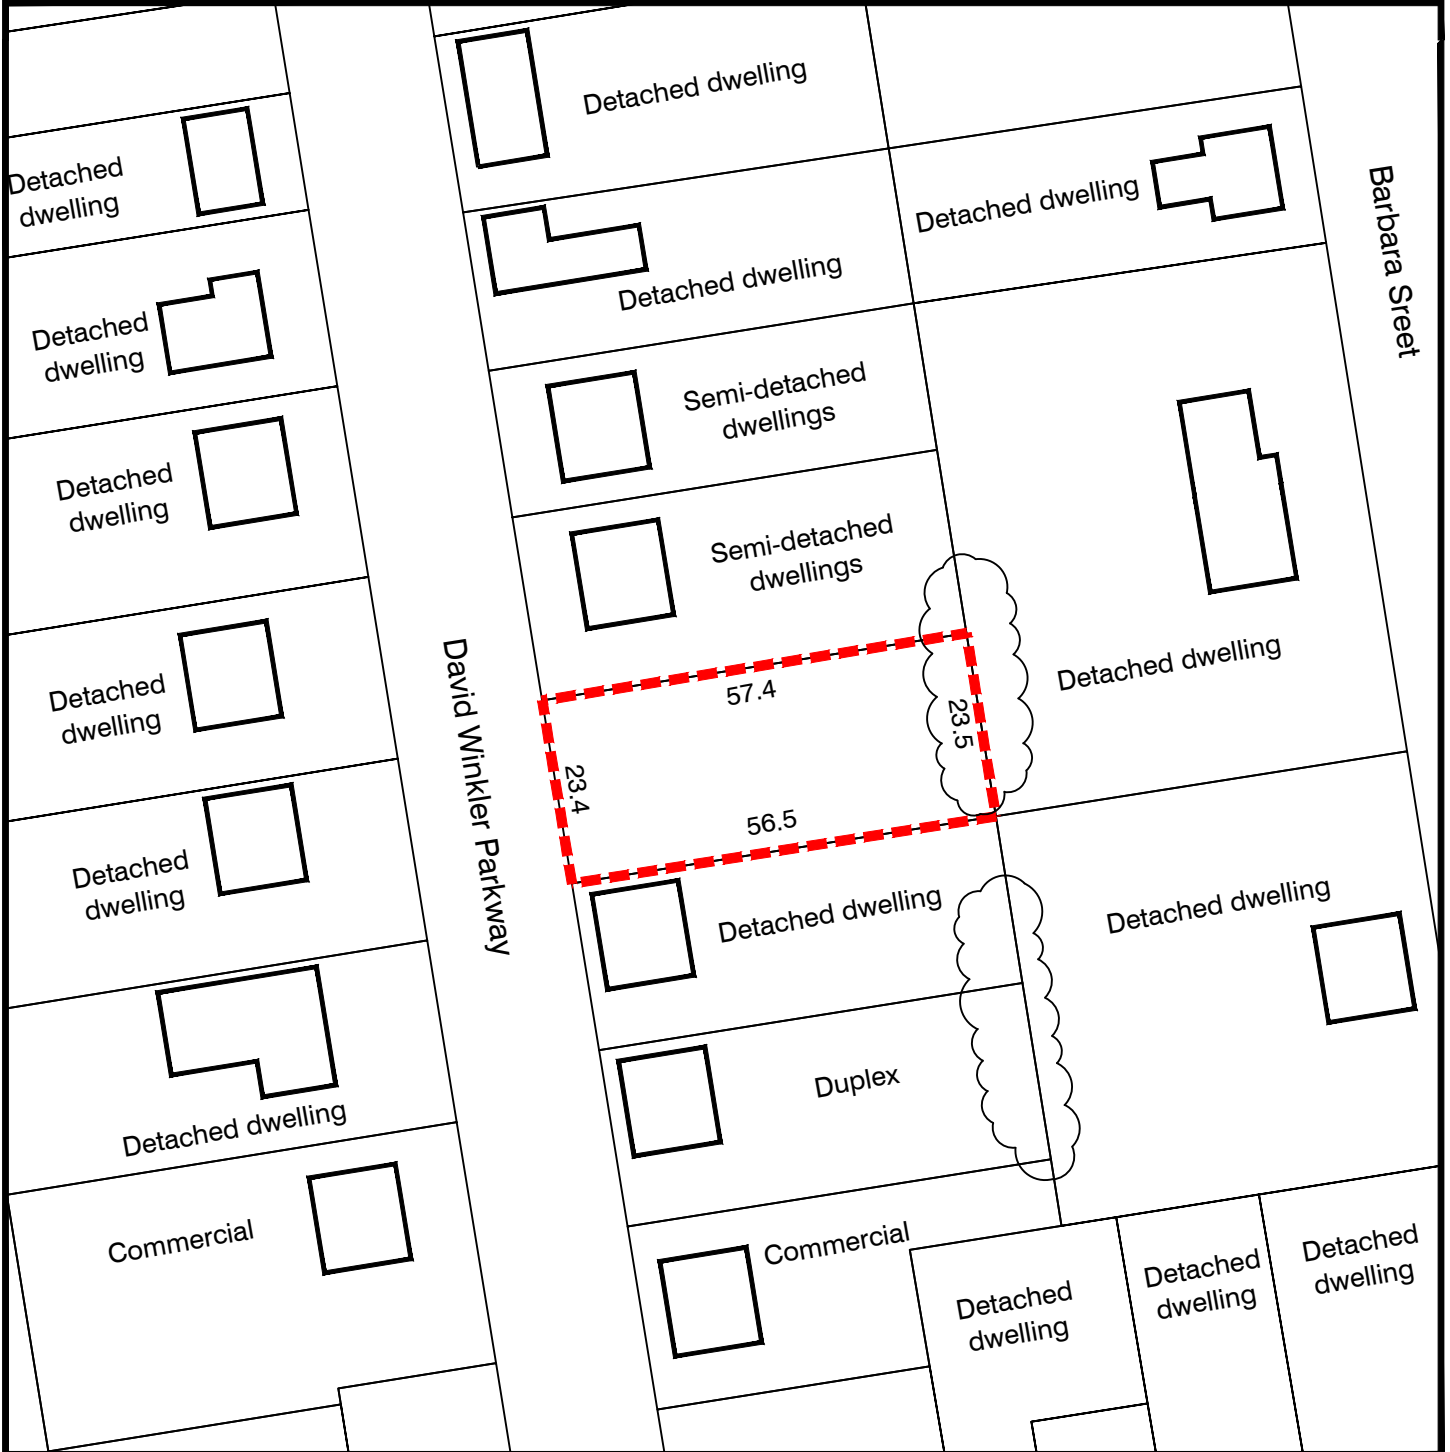 Detached dwelling
Detached
dwelling
Detached dwelling
Barbara Sreet
Detached dwelling
Detached
dwelling
Semi-detached
dwellings
Detached
dwelling
Semi-detached
dwellings
David Winkler Parkway
Detached dwelling
Detached
dwelling
57.4
23.5
23.4
56.5
Detached
dwelling
Detached dwelling
Detached dwelling
Duplex
Detached dwelling
Commercial
Commercial
Detached
dwelling
Detached
dwelling
Detached
dwelling